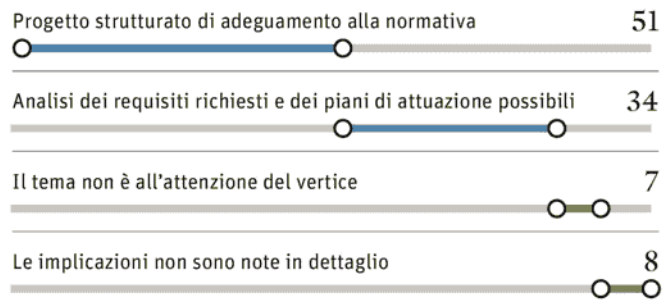 Progetto strutturato di adeguamento alla normativa 51
Analisi dei requisiti richiesti e dei piani di attuazione possibili 34
Il tema non è all'attenzione del vertice 7
Le implicazioni non sono note in dettaglio 8